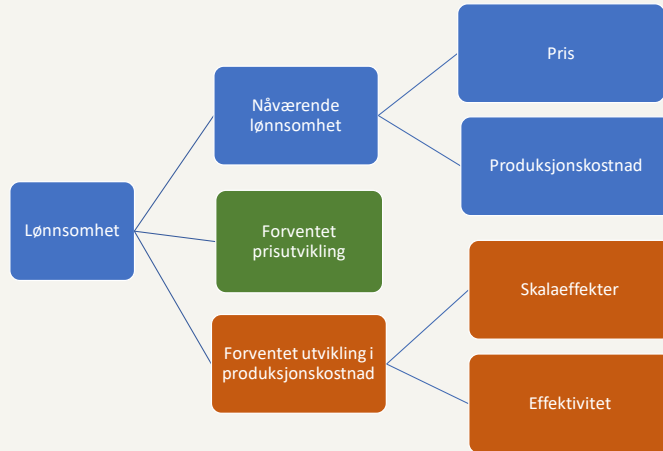 Pris
Nåværende
lønnsomhet
Produksjonskostnad
Lønnsomhet
Forventet
prisutvikling
Skalaeffekter
Forventet utvikling i
produksjonskostnad
Effektivitet